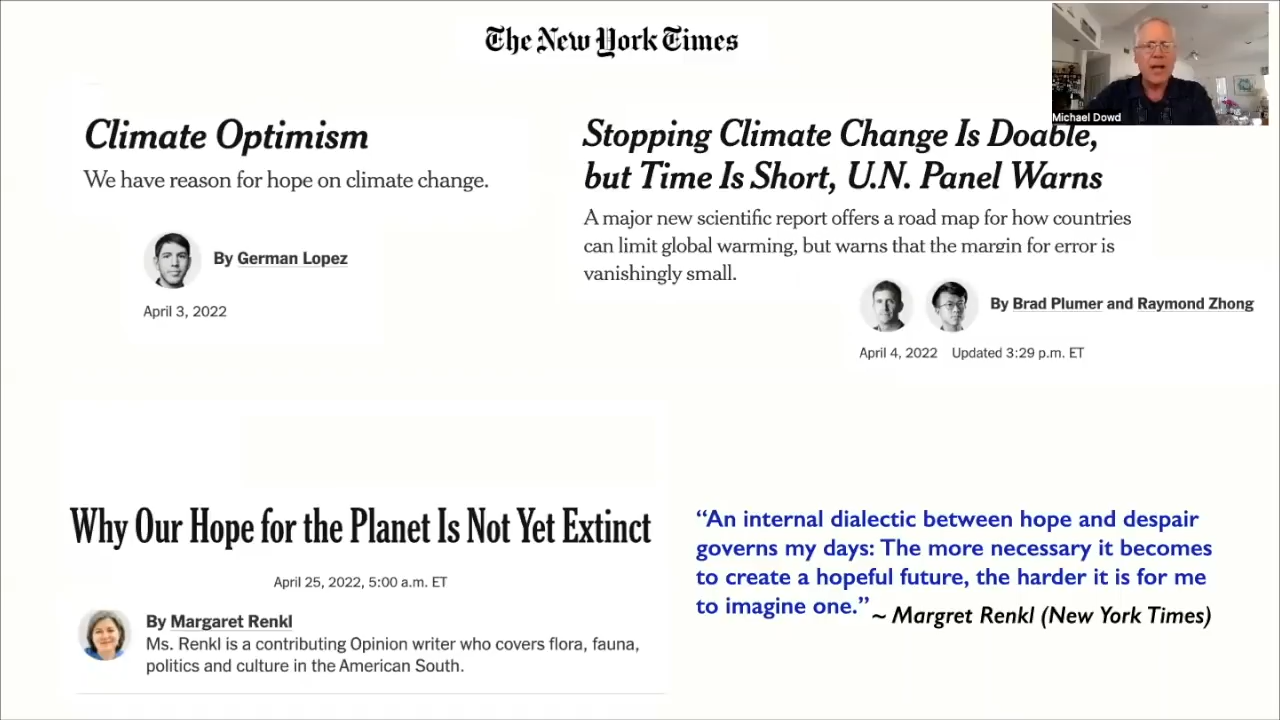 The New York Times
Michael Dowd
Climate Optimism
We have reason for hope on climate change.
By German Lopez
April 3, 2022
Stopping Climate Change Is Doable,
but Time Is Short, U.N. Panel Warns
A major new scientific report offers a road map for how countries
can limit global warming, but warns that the margin for error is
vanishingly small.
By Brad Plumer and Raymond Zhong
April 4, 2022 Updated 3:29 p.m. ET
Why Our Hope for the Planet Is Not Yet Extinct
April 25, 2022, 5:00 a.m. ET
By Margaret Renkl
Ms. Renkl is a contributing Opinion writer who covers flora, fauna,
politics and culture in the American South.
“An internal dialectic between hope and despair
governs my days: The more necessary it becomes
to create a hopeful future, the harder it is for me
to imagine one.” ~ Margret Renkl (New York Times)